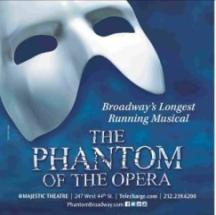 Broadway's Longest
Running Musical
THE
PHANTOM
OF THE OPERA
MAJESTIC THEATRE | 247 West 44th St. | Telecharge.com | 212.239.6200
PhantomBroadway.com